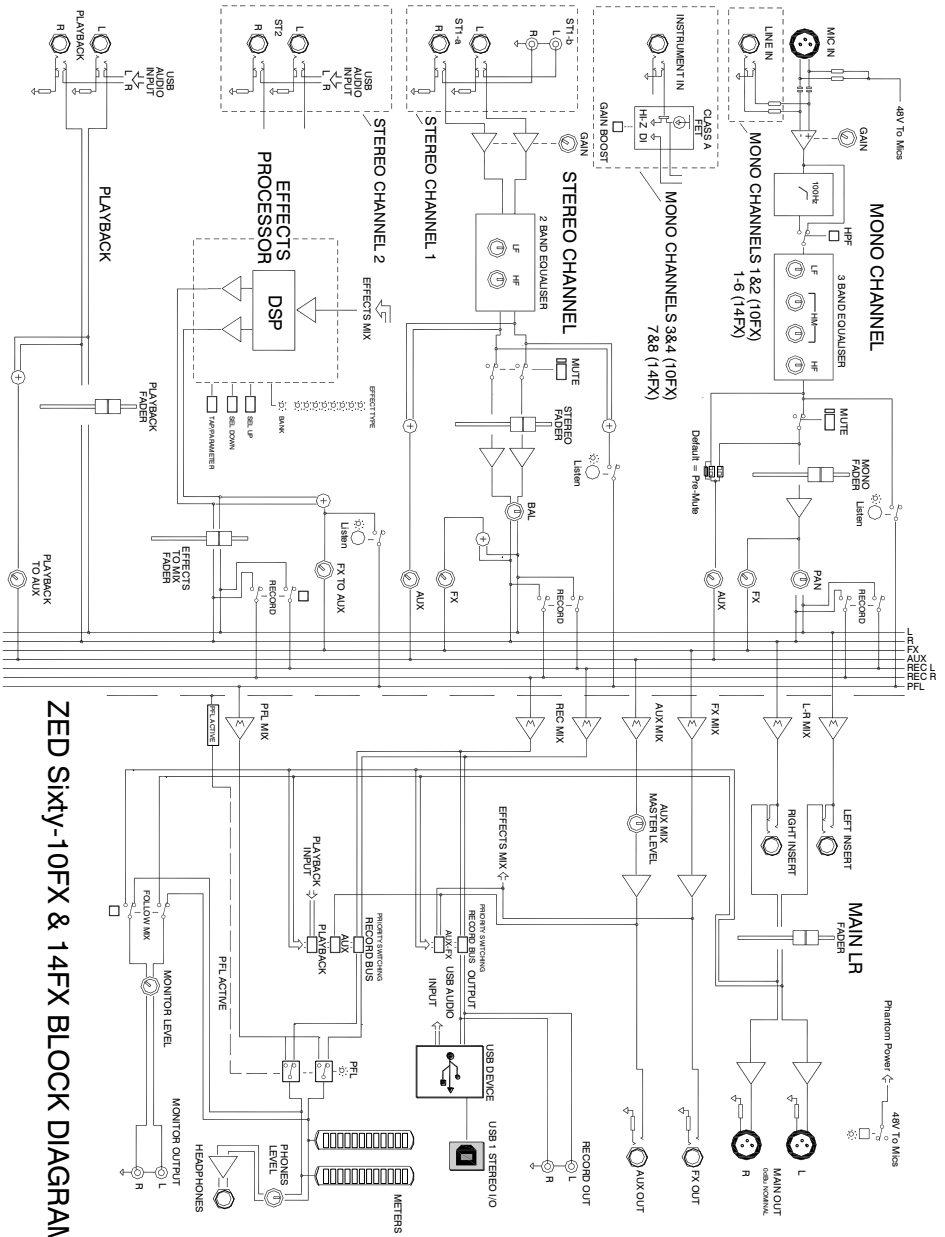 MIC IN
48V To Mics
LINE IN
GAIN
100Hz
HPF
MONO CHANNEL
3 BAND EQUALISER
LF
HM
HF
MUTE
MONO
FADER
Listen
PAN
RECORD
FX
AUX
Default = Pre-Mute
MONO CHANNELS 1&2 (10FX)
1-6 (14FX)
INSTRUMENT IN
CLASS A
FET
HI-Z DI
GAIN BOOST
MONO CHANNELS 3&4 (10FX)
7&8 (14FX)
ST1-b
L
R
ST1-a
L
R
STEREO CHANNEL 1
GAIN
STEREO CHANNEL
2 BAND EQUALISER
LF
HF
MUTE
STEREO
FADER
Listen
BAL
RECORD
FX
AUX
ST2
L
R
USB
AUDIO
INPUT
L
R
STEREO CHANNEL 2
EFFECTS
PROCESSOR
DSP
EFFECTS MIX
EFFECT TYPE
BANK
SEL UP
SEL DOWN
TAP/PARAMETER
Listen
FX TO AUX
EFFECTS
TO MIX
FADER
RECORD
PLAYBACK
L
R
USB
AUDIO
INPUT
L
R
PLAYBACK
PLAYBACK
FADER
PLAYBACK
TO AUX
L
R
FX
AUX
REC L
REC R
PFL
L-R MIX
FX MIX
AUX MIX
REC MIX
PFL MIX
PFL ACTIVE
LEFT INSERT
RIGHT INSERT
MAIN LR
FADER
Phantom Power
48V To Mics
L
R
MAIN OUT
0dBu NOMINAL
AUX MIX
MASTER LEVEL
FX OUT
AUX OUT
EFFECTS MIX
PRIORITY SWITCHING
RECORD BUS OUTPUT
AUX-FX
USB AUDIO
INPUT
USB DEVICE
USB 1 STEREO I/O
RECORD OUT
L
R
PLAYBACK
INPUT
PRIORITY SWITCHING
RECORD BUS
AUX
PLAYBACK
PFL
PFL ACTIVE
METERS
PHONES
LEVEL
HEADPHONES
FOLLOW MIX
MONITOR LEVEL
MONITOR OUTPUT
L
R
ZED Sixty-10FX & 14FX BLOCK DIAGRAM